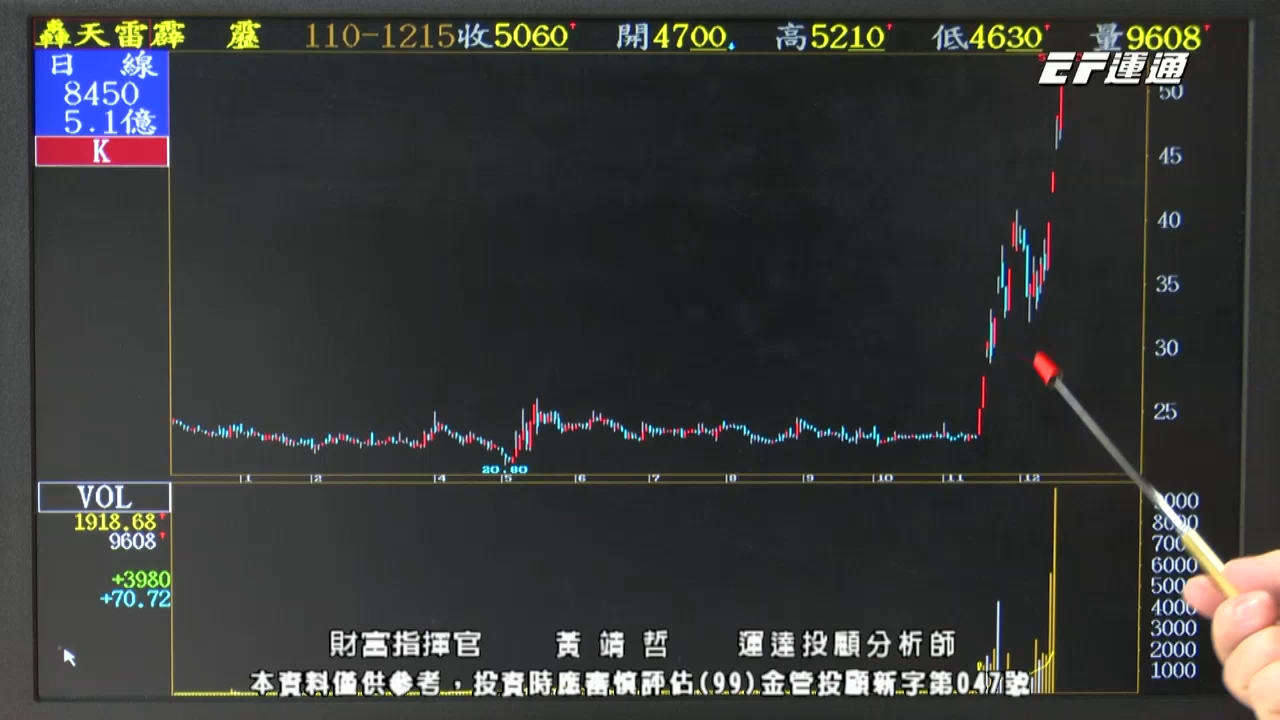 轟天雷霹靂 110-1215收5060 開4700 高5210 低4630 量9608
EF運通
日線
8450
5.1億
K
50
45
40
35
30
25
20.80
1 2 4 5 6 7 8 9 10 11 12
VOL
1918.68
9608
+3980
+70.72
8000
7000
6000
5000
4000
3000
2000
1000
財富指揮官 黃靖哲 運達投顧分析師
本資料僅供參考，投資時應審慎評估(99)金管投顧新字第047號